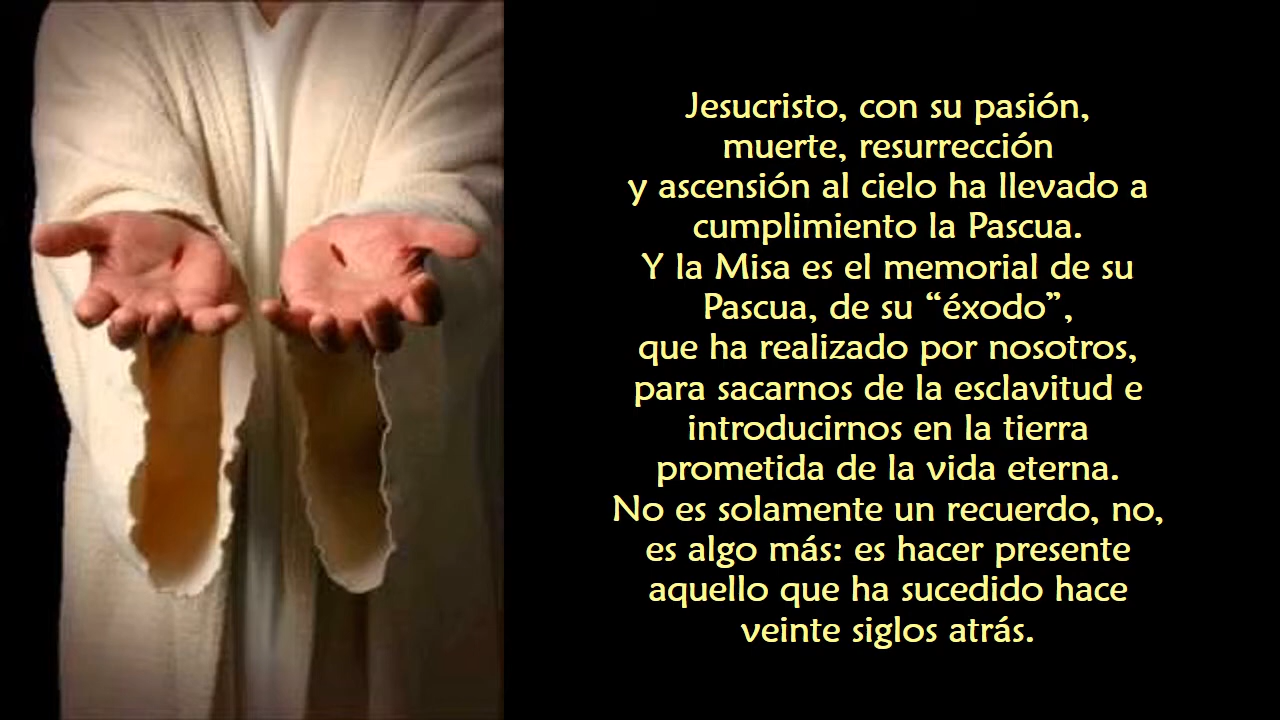 Jesucristo, con su pasión,
muerte, resurrección
y ascensión al cielo ha llevado a
cumplimiento la Pascua.
Y la Misa es el memorial de su
Pascua, de su “éxodo”,
que ha realizado por nosotros,
para sacarnos de la esclavitud e
introducirnos en la tierra
prometida de la vida eterna.
No es solamente un recuerdo, no,
es algo más: es hacer presente
aquello que ha sucedido hace
veinte siglos atrás.